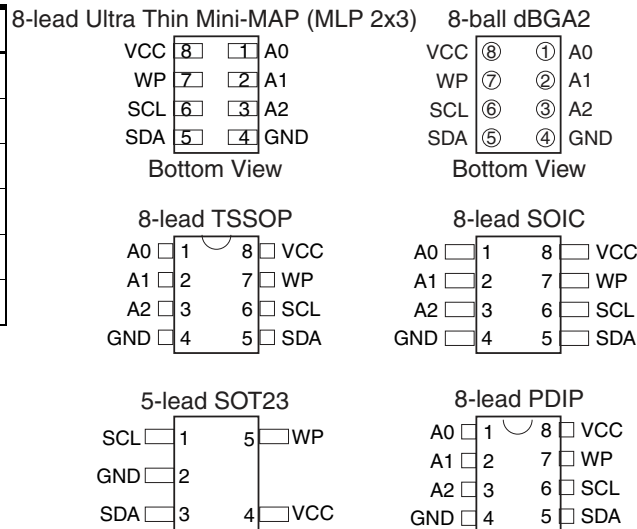 8-lead Ultra Thin Mini-MAP (MLP 2x3)
VCC 8 1 A0
WP 7 2 A1
SCL 6 3 A2
SDA 5 4 GND
Bottom View
8-ball dBGA2
VCC 8 1 A0
WP 7 2 A1
SCL 6 3 A2
SDA 5 4 GND
Bottom View
8-lead TSSOP
A0 1 8 VCC
A1 2 7 WP
A2 3 6 SCL
GND 4 5 SDA
8-lead SOIC
A0 1 8 VCC
A1 2 7 WP
A2 3 6 SCL
GND 4 5 SDA
5-lead SOT23
SCL 1 5 WP
GND 2
SDA 3 4 VCC
8-lead PDIP
A0 1 8 VCC
A1 2 7 WP
A2 3 6 SCL
GND 4 5 SDA